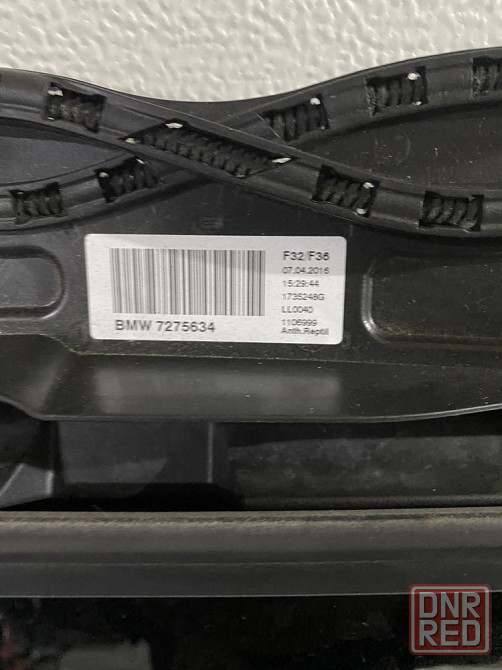 F32/F36
07.04.2016
15:29:44
1735248G
LL0040
1106999
Anth.Reptil
BMW 7275634
DNR
RED